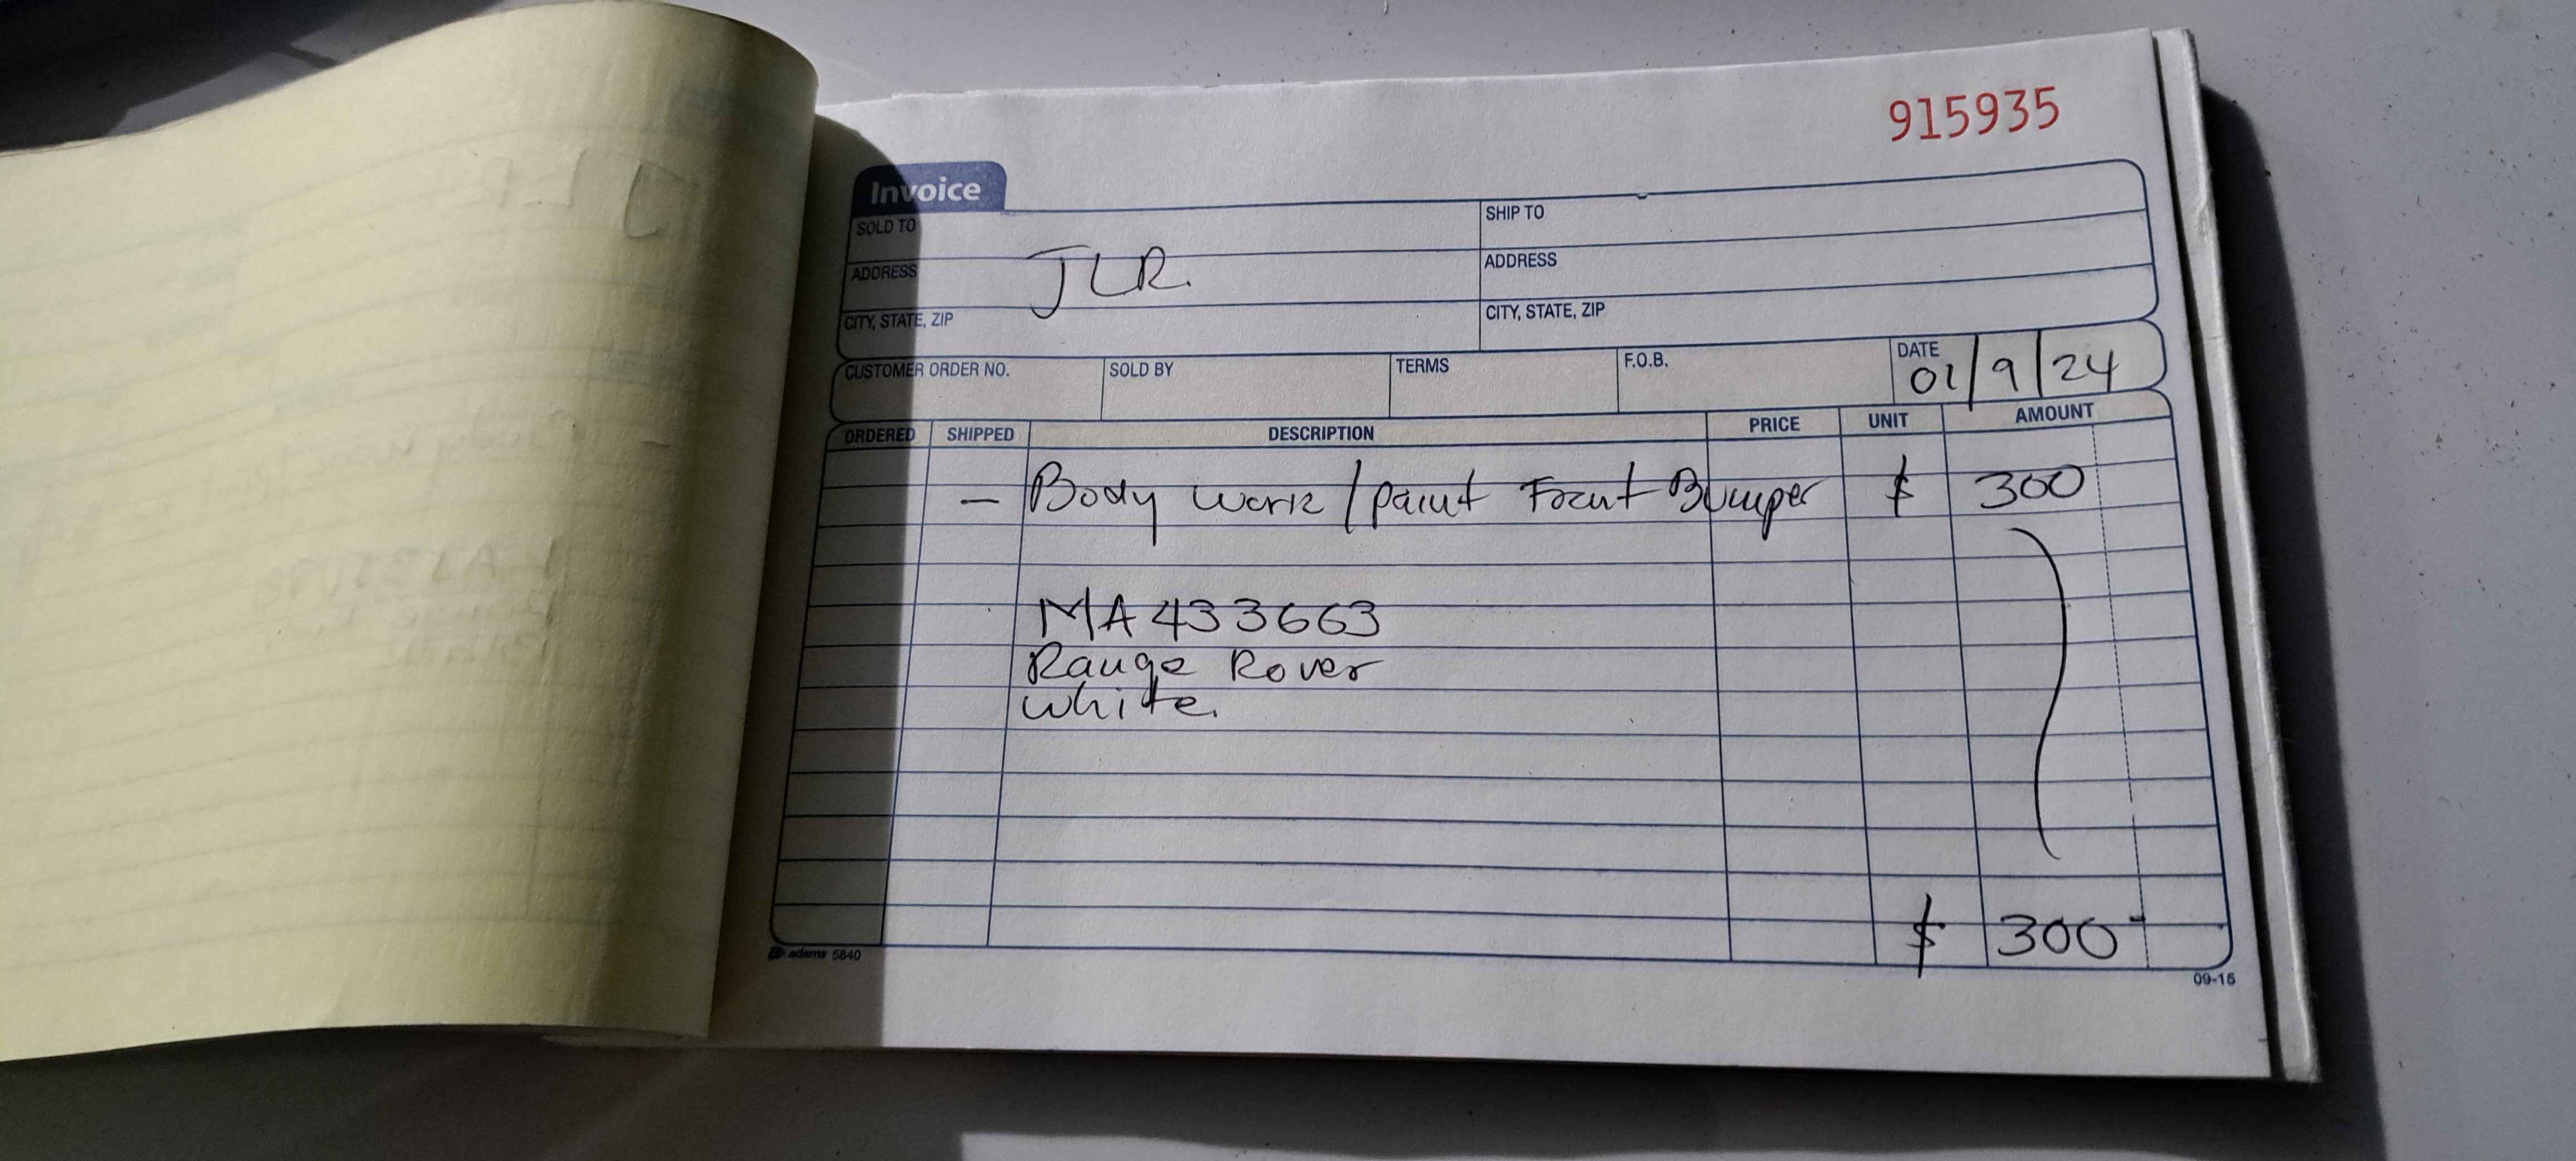 915935
Invoice
SOLD TO
SHIP TO
ADDRESS
JLR.
ADDRESS
CITY, STATE, ZIP
CITY, STATE, ZIP
CUSTOMER ORDER NO. SOLD BY TERMS F.O.B. DATE 01/9/24
ORDERED SHIPPED DESCRIPTION PRICE UNIT AMOUNT
– Body work / paint Front Bumper $ 300
MA433663
Range Rover
white.
$ 300-
adams 5840
09-15